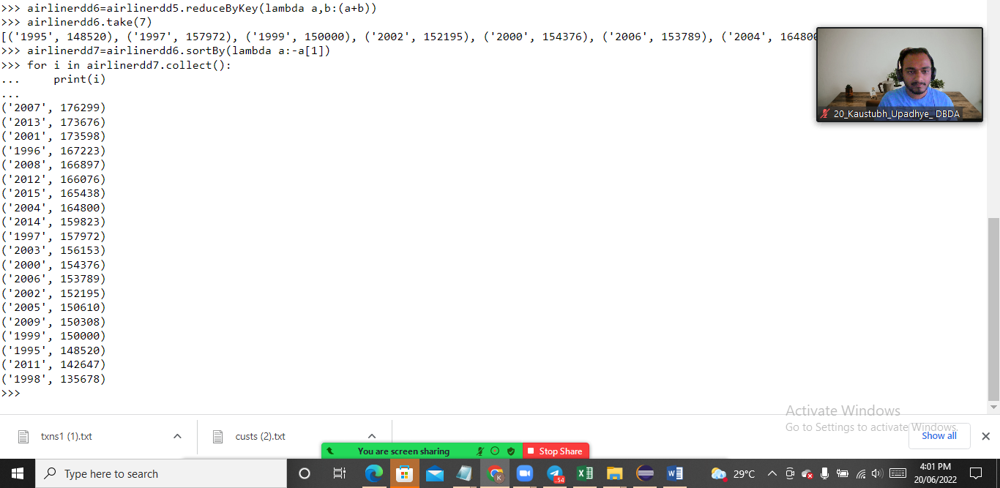 >>> airlinerdd6=airlinerdd5.reduceByKey(lambda a,b:(a+b))
>>> airlinerdd6.take(7)
[('1995', 148520), ('1997', 157972), ('1999', 150000), ('2002', 152195), ('2000', 154376), ('2006', 153789), ('2004', 164800
>>> airlinerdd7=airlinerdd6.sortBy(lambda a:-a[1])
>>> for i in airlinerdd7.collect():
...     print(i)
...
('2007', 176299)
('2013', 173676)
('2001', 173598)
('1996', 167223)
('2008', 166897)
('2012', 166076)
('2015', 165438)
('2004', 164800)
('2014', 159823)
('1997', 157972)
('2003', 156153)
('2000', 154376)
('2006', 153789)
('2002', 152195)
('2005', 150610)
('2009', 150308)
('1999', 150000)
('1995', 148520)
('2011', 142647)
('1998', 135678)
>>>
20_Kaustubh_Upadhye_ DBDA
Activate Windows
Go to Settings to activate Windows.
txns1 (1).txt
custs (2).txt
Show all
You are screen sharing
Stop Share
Type here to search
K
54
29°C
4:01 PM
20/06/2022